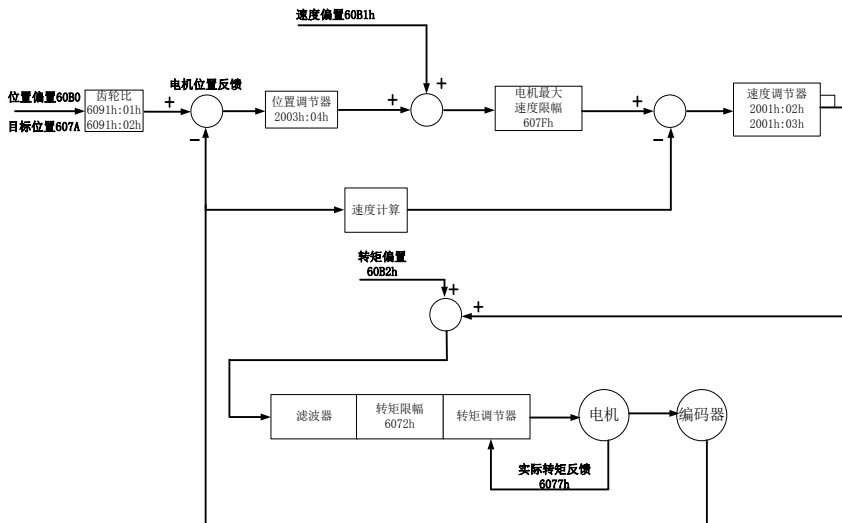 速度偏置60B1h
+
位置偏置60B0
目标位置607A
齿轮比
6091h:01h
6091h:02h
+
电机位置反馈
−
位置调节器
2003h:04h
+
电机最大
速度限幅
607Fh
+
−
速度调节器
2001h:02h
2001h:03h
速度计算
转矩偏置
60B2h
+
+
滤波器
转矩限幅
6072h
转矩调节器
电机
编码器
实际转矩反馈
6077h